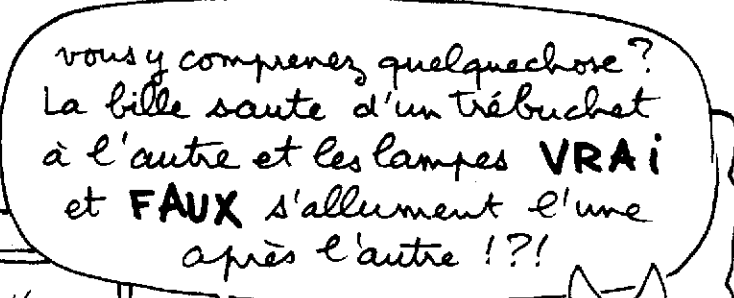 vous y comprenez quelquechose ?
La bille saute d'un trébuchet
à l'autre et les lampes VRAi
et FAUX s'allument l'une
après l'autre !?!